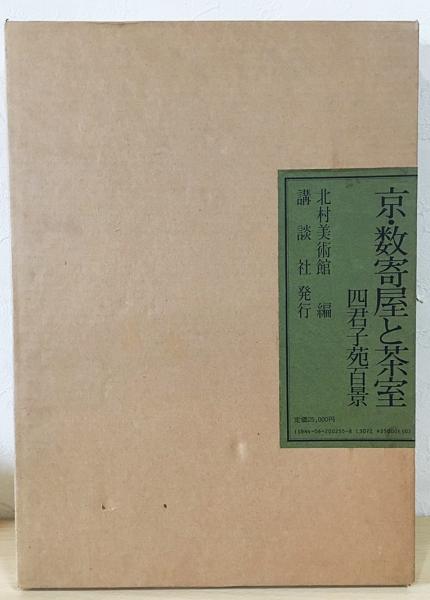 京・数寄屋と茶室
四君子苑百景
北村美術館 編
講談社発行
定価25,000円